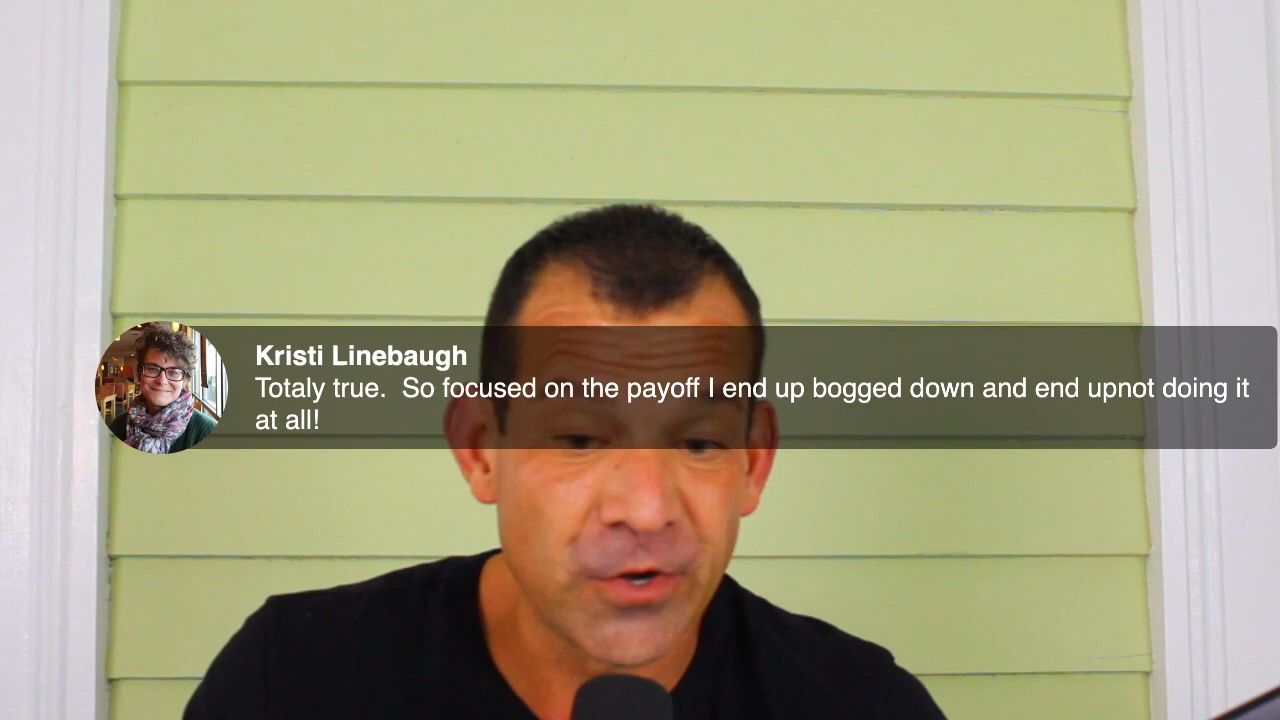 Kristi Linebaugh
Totaly true.  So focused on the payoff I end up bogged down and end upnot doing it
at all!